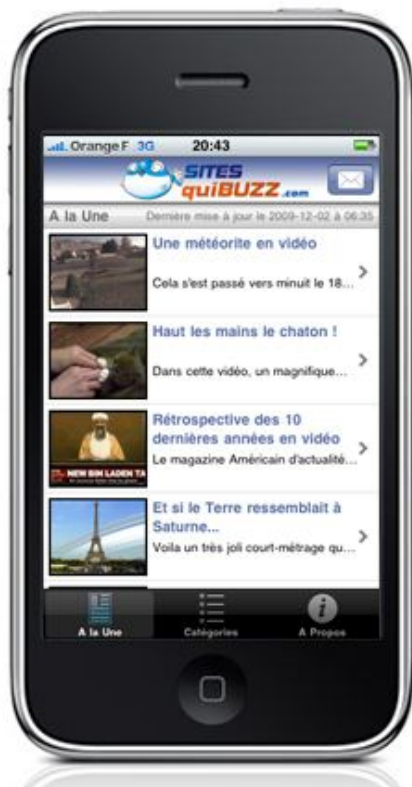 Orange F 3G 20:43
SITES
quiBUZZ.com
A la Une Dernière mise à jour le 2009-12-02 à 06:35
Une météorite en vidéo
Cela s'est passé vers minuit le 18...
Haut les mains le chaton !
Dans cette vidéo, un magnifique...
Rétrospective des 10
dernières années en vidéo
Le magazine Américain d'actualité...
NEW BIN LADEN TA
Et si le Terre ressemblait à
Saturne...
Voila un très joli court-métrage qu...
A la Une Catégories A Propos